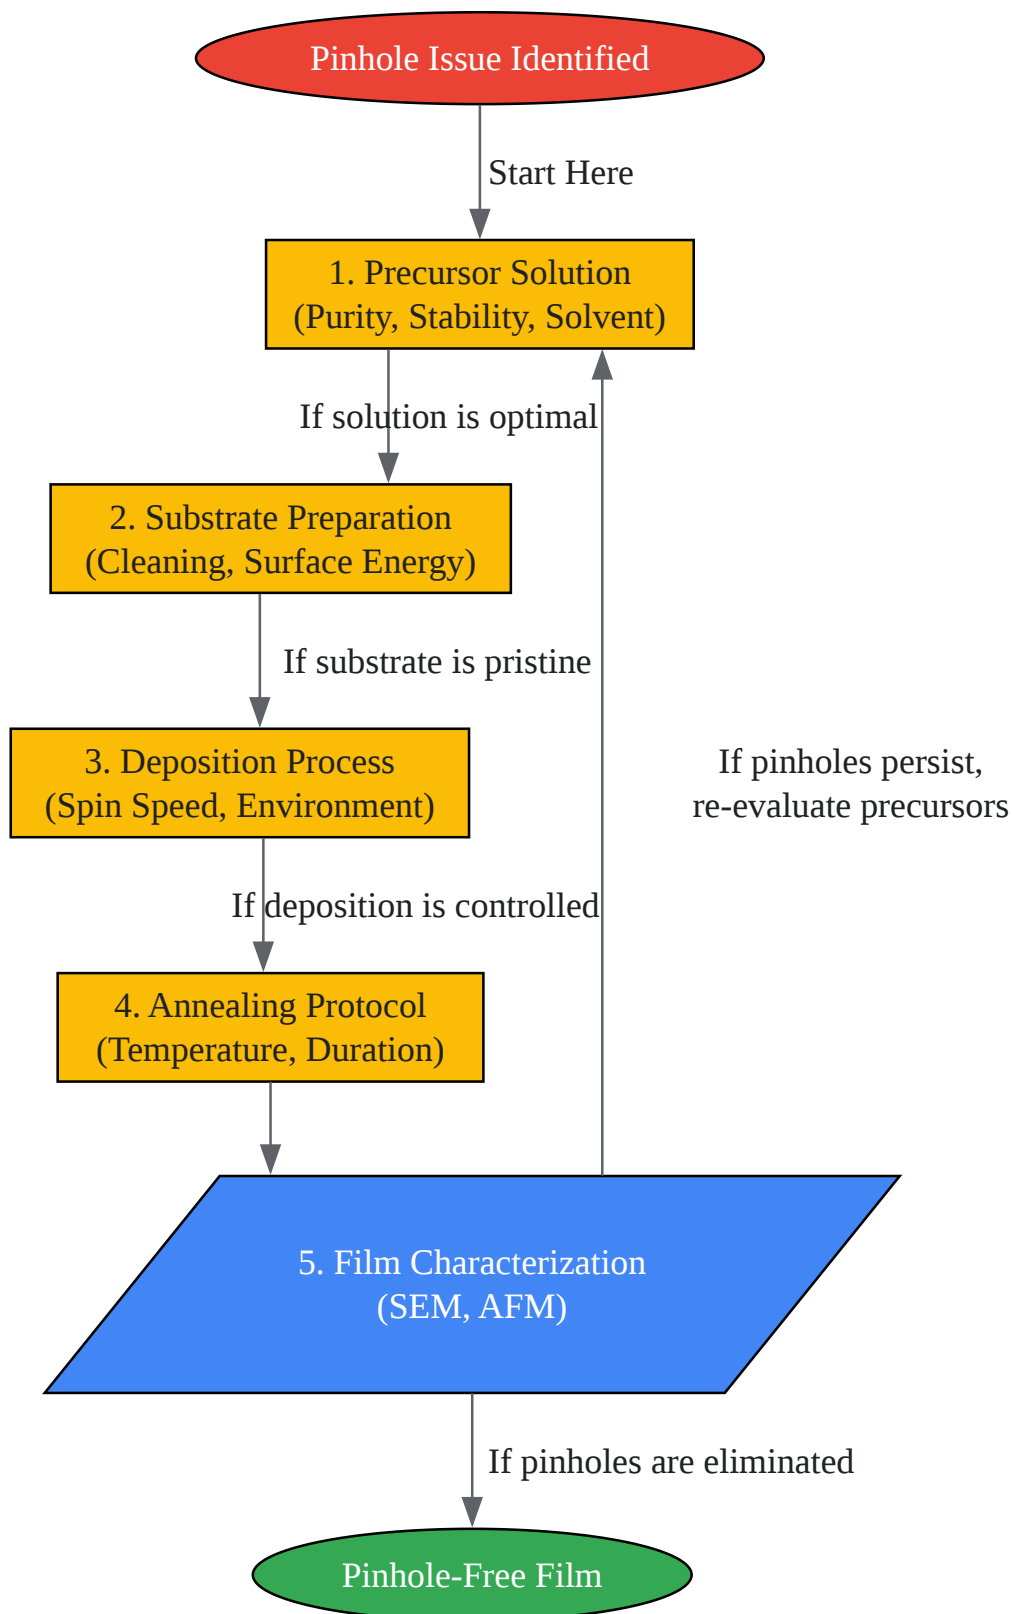 Pinhole Issue Identified
Start Here
1. Precursor Solution
(Purity, Stability, Solvent)
If solution is optimal
2. Substrate Preparation
(Cleaning, Surface Energy)
If substrate is pristine
3. Deposition Process
(Spin Speed, Environment)
If pinholes persist,
re-evaluate precursors
If deposition is controlled
4. Annealing Protocol
(Temperature, Duration)
5. Film Characterization
(SEM, AFM)
If pinholes are eliminated
Pinhole-Free Film